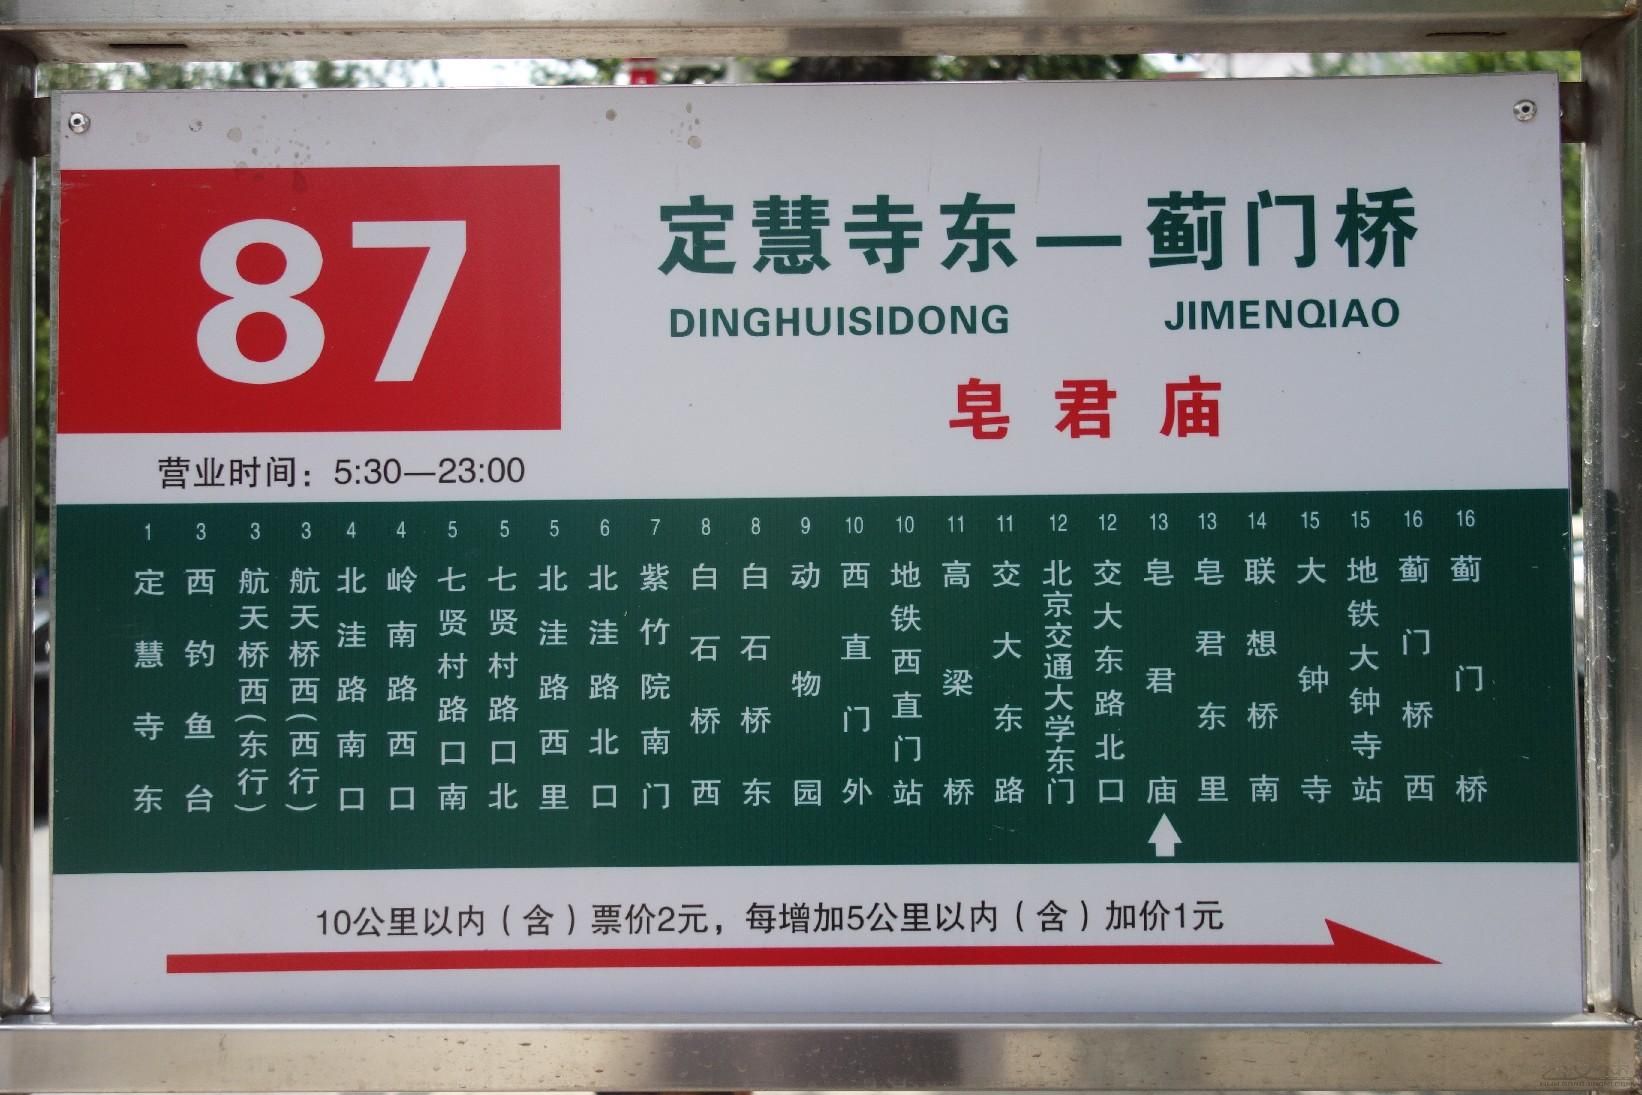 87
定慧寺东—蓟门桥
DINGHUISIDONG JIMENQIAO
皂君庙
营业时间：5:30—23:00
1 定慧寺东
3 西钓鱼台
3 航天桥西(东行)
3 航天桥西(西行)
4 北洼路南口
4 岭南路西口
5 七贤村路口南
5 七贤村路口北
5 北洼路西里
6 北洼路北口
7 紫竹院南门
8 白石桥西
8 白石桥东
9 动物园
10 西直门外
10 地铁西直门站
11 高梁桥
11 交大东路
12 北京交通大学东门
12 交大东路北口
13 皂君庙
13 皂君东里
14 联想桥南
15 大钟寺
15 地铁大钟寺站
16 蓟门桥西
16 蓟门桥
10公里以内（含）票价2元，每增加5公里以内（含）加价1元